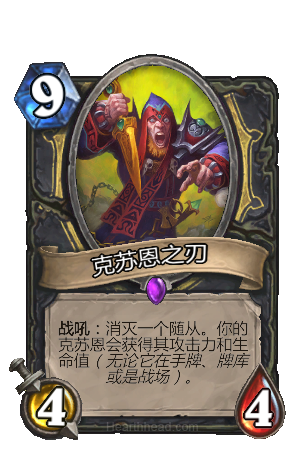 9
克苏恩之刃
战吼：消灭一个随从。你的
克苏恩会获得其攻击力和生
命值（无论它在手牌、牌库
或是战场）。
4
4
Hearthhead.com